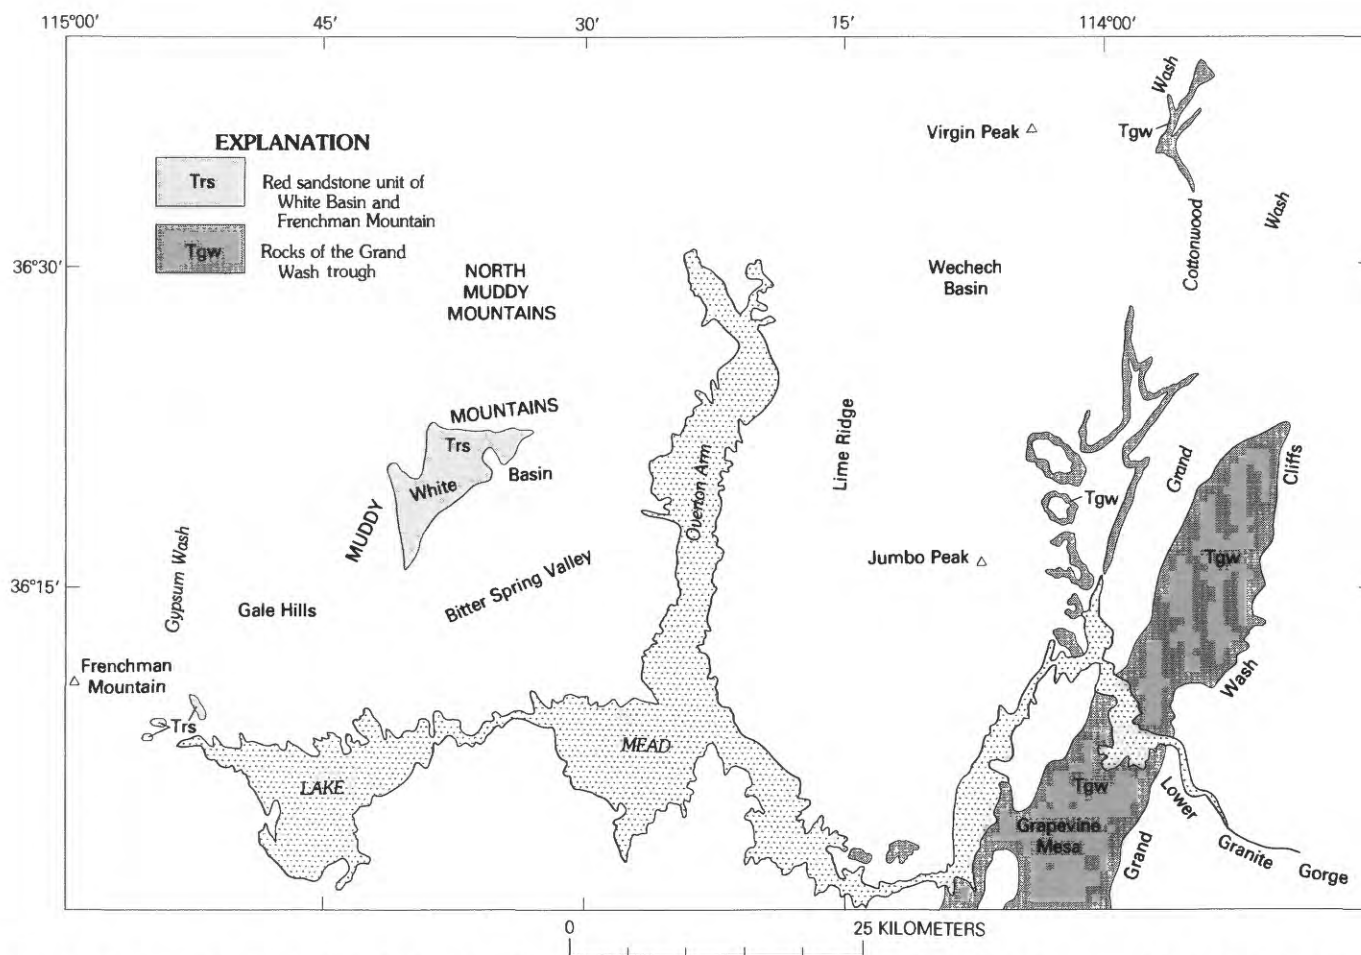 115°00′
45′
30′
15′
114°00′
EXPLANATION
Trs
Red sandstone unit of
White Basin and
Frenchman Mountain
Tgw
Rocks of the Grand
Wash trough
36°30′
36°15′
NORTH
MUDDY
MOUNTAINS
Virgin Peak
Tgw
Wash
Cottonwood
Wash
Wechech
Basin
MOUNTAINS
Trs
White
Basin
MUDDY
Overton Arm
Lime Ridge
Grand
Cliffs
Tgw
Tgw
Jumbo Peak
Gypsum Wash
Gale Hills
Bitter Spring Valley
Frenchman
Mountain
Trs
Wash
LAKE
MEAD
Tgw
Grapevine
Mesa
Grand
Lower
Granite
Gorge
0
25 KILOMETERS